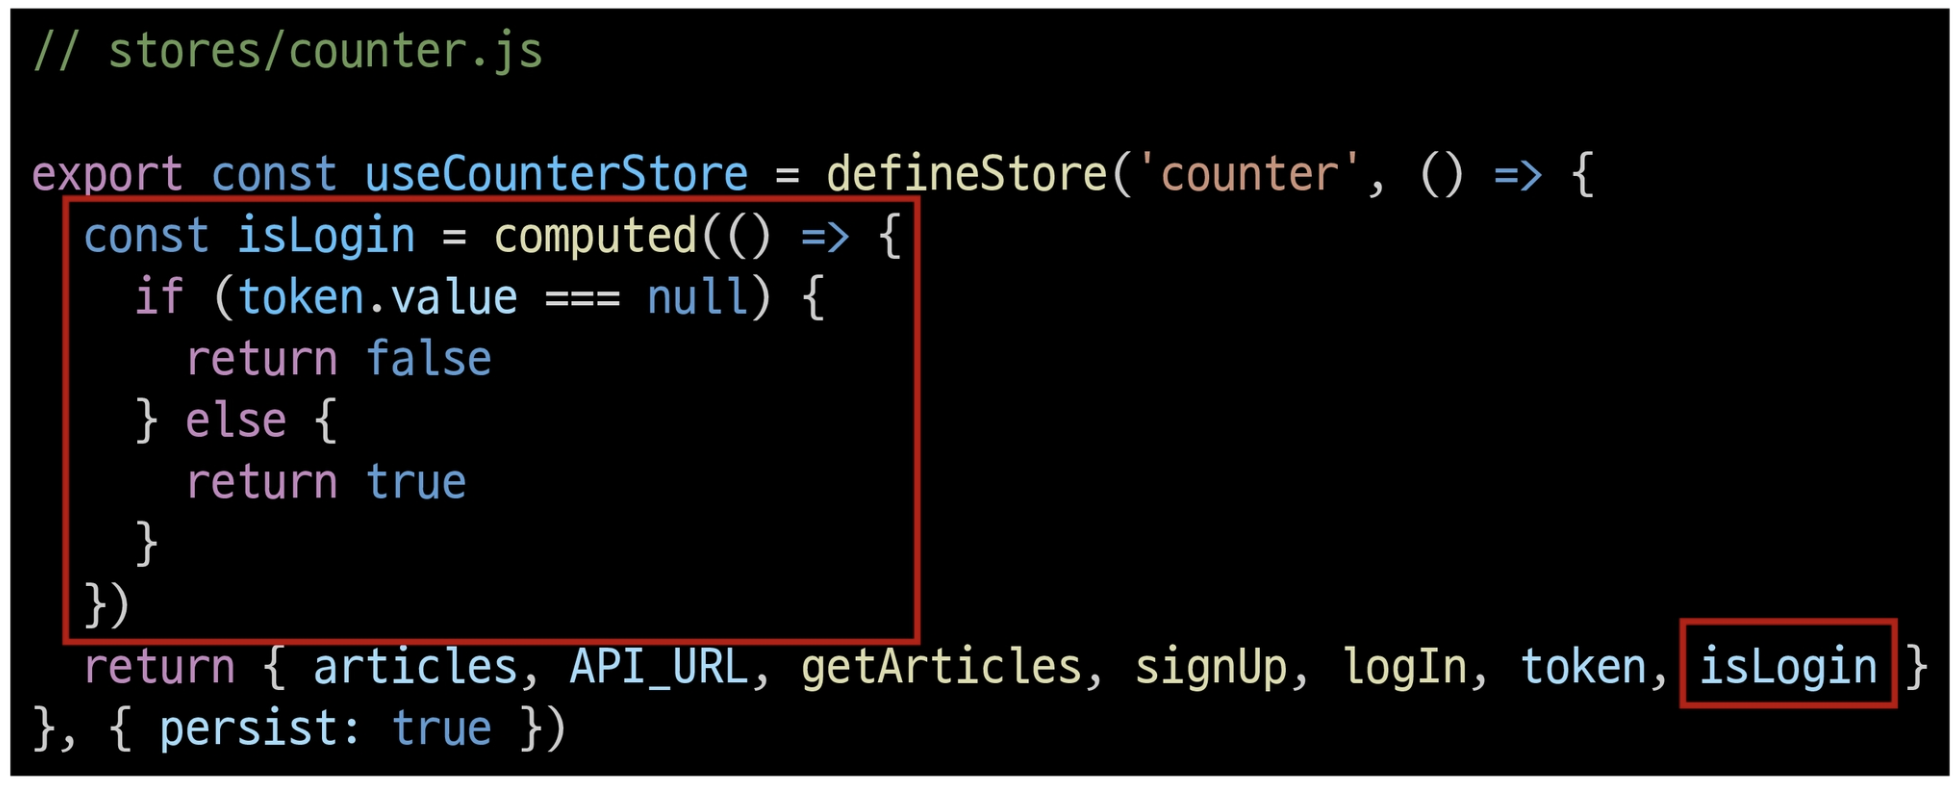 // stores/counter.js
export const useCounterStore = defineStore('counter', () => {
  const isLogin = computed(() => {
    if (token.value === null) {
      return false
    } else {
      return true
    }
  })
  return { articles, API_URL, getArticles, signUp, logIn, token, isLogin }
}, { persist: true })